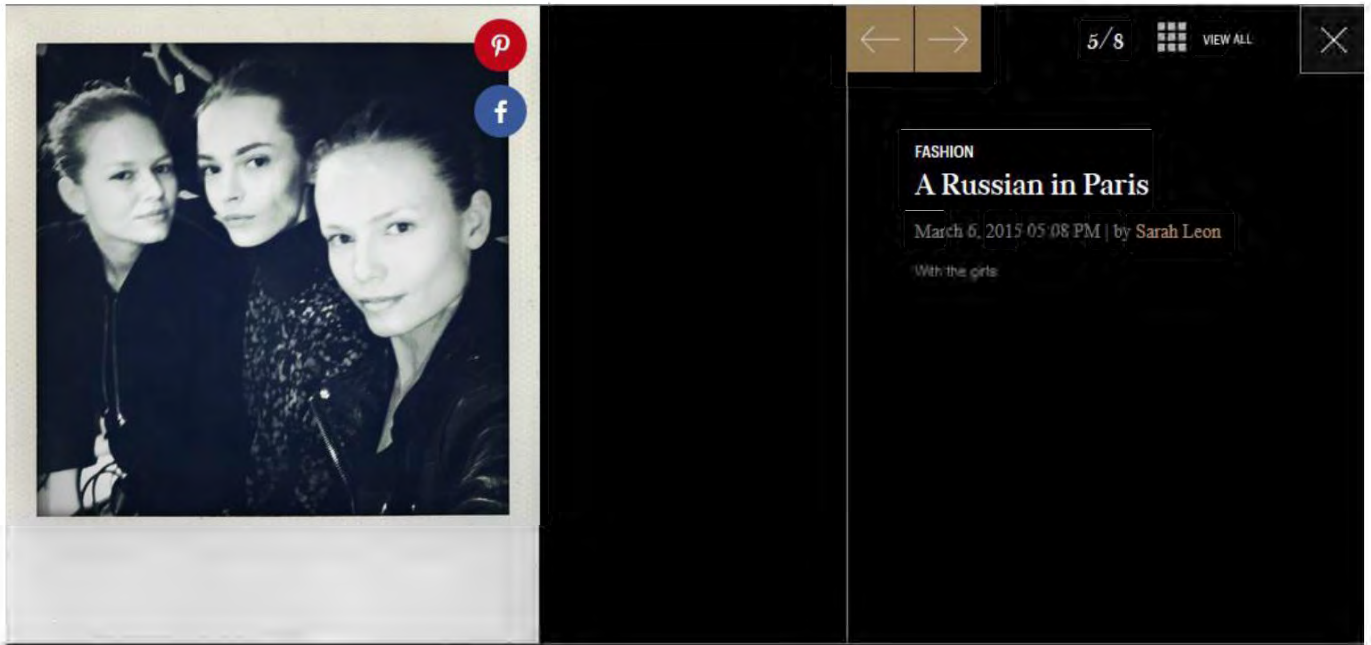 5/8
VIEW ALL
FASHION
A Russian in Paris
March 6, 2015 05:08 PM | by Sarah Leon
With the girls